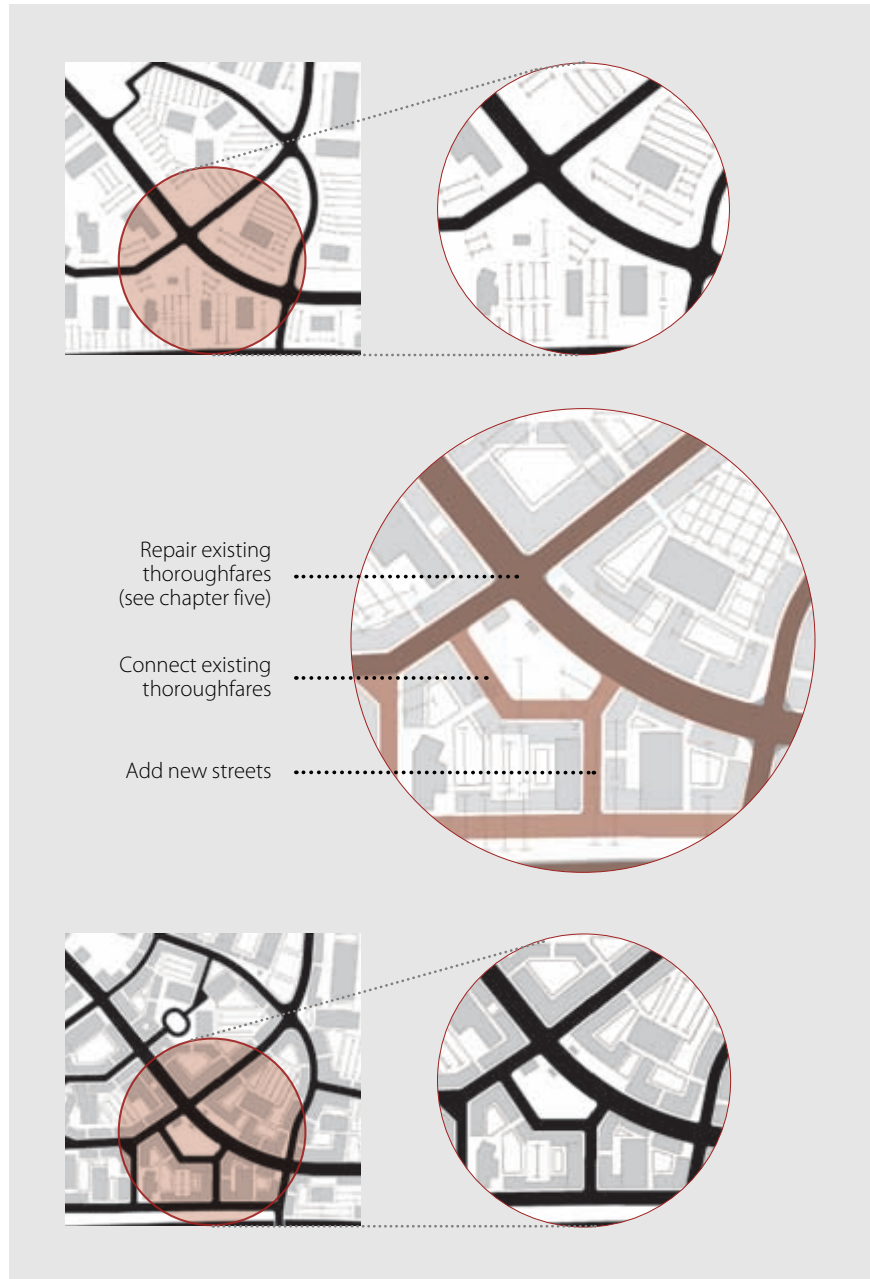 Repair existing
thoroughfares
(see chapter five)
Connect existing
thoroughfares
Add new streets